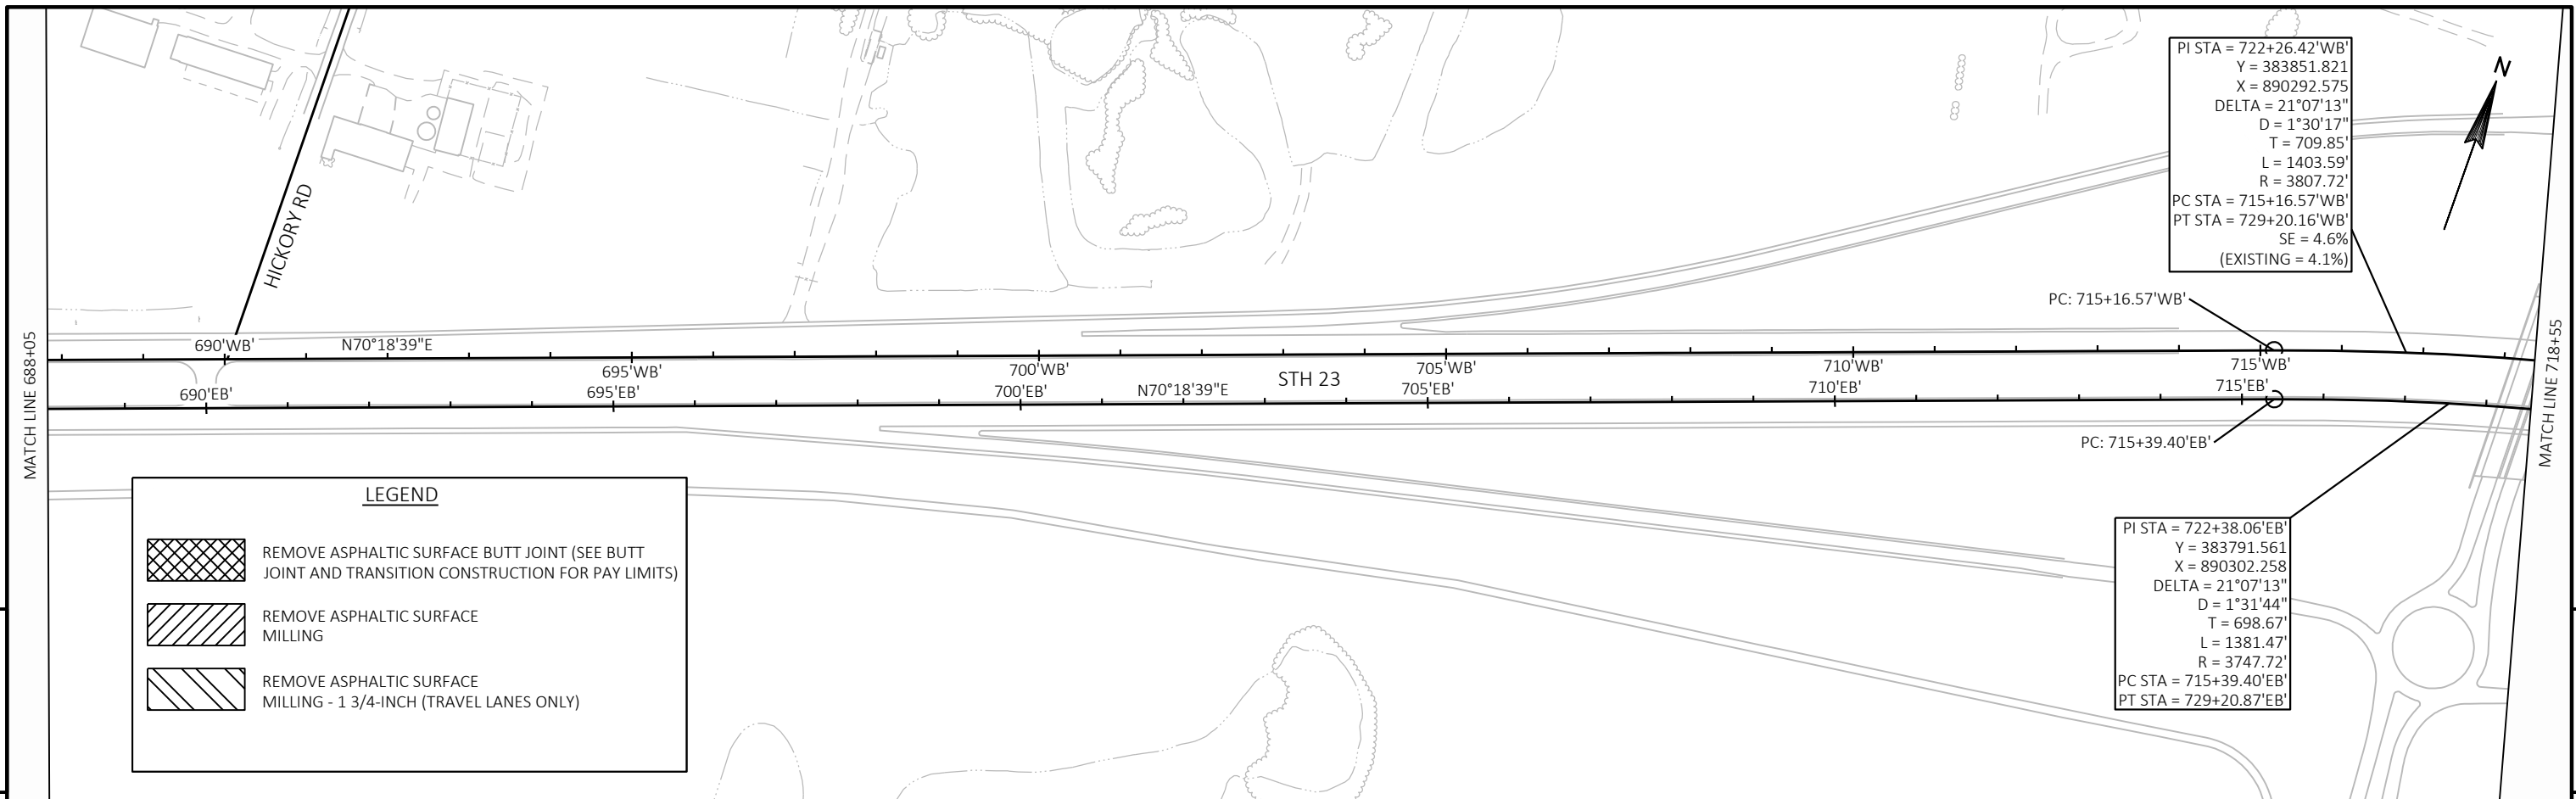 PI STA = 722+26.42'WB'
Y = 383851.821
X = 890292.575
DELTA = 21°07'13"
D = 1°30'17"
T = 709.85'
L = 1403.59'
R = 3807.72'
PC STA = 715+16.57'WB'
PT STA = 729+20.16'WB'
SE = 4.6%
(EXISTING = 4.1%)
N
HICKORY RD
PC: 715+16.57'WB'
MATCH LINE 688+05
MATCH LINE 718+55
690'WB'
N70°18'39"E
695'WB'
700'WB'
705'WB'
710'WB'
715'WB'
STH 23
690'EB'
695'EB'
700'EB'
N70°18'39"E
705'EB'
710'EB'
715'EB'
PC: 715+39.40'EB'
LEGEND
REMOVE ASPHALTIC SURFACE BUTT JOINT (SEE BUTT
JOINT AND TRANSITION CONSTRUCTION FOR PAY LIMITS)
REMOVE ASPHALTIC SURFACE
MILLING
REMOVE ASPHALTIC SURFACE
MILLING - 1 3/4-INCH (TRAVEL LANES ONLY)
PI STA = 722+38.06'EB'
Y = 383791.561
X = 890302.258
DELTA = 21°07'13"
D = 1°31'44"
T = 698.67'
L = 1381.47'
R = 3747.72'
PC STA = 715+39.40'EB'
PT STA = 729+20.87'EB'